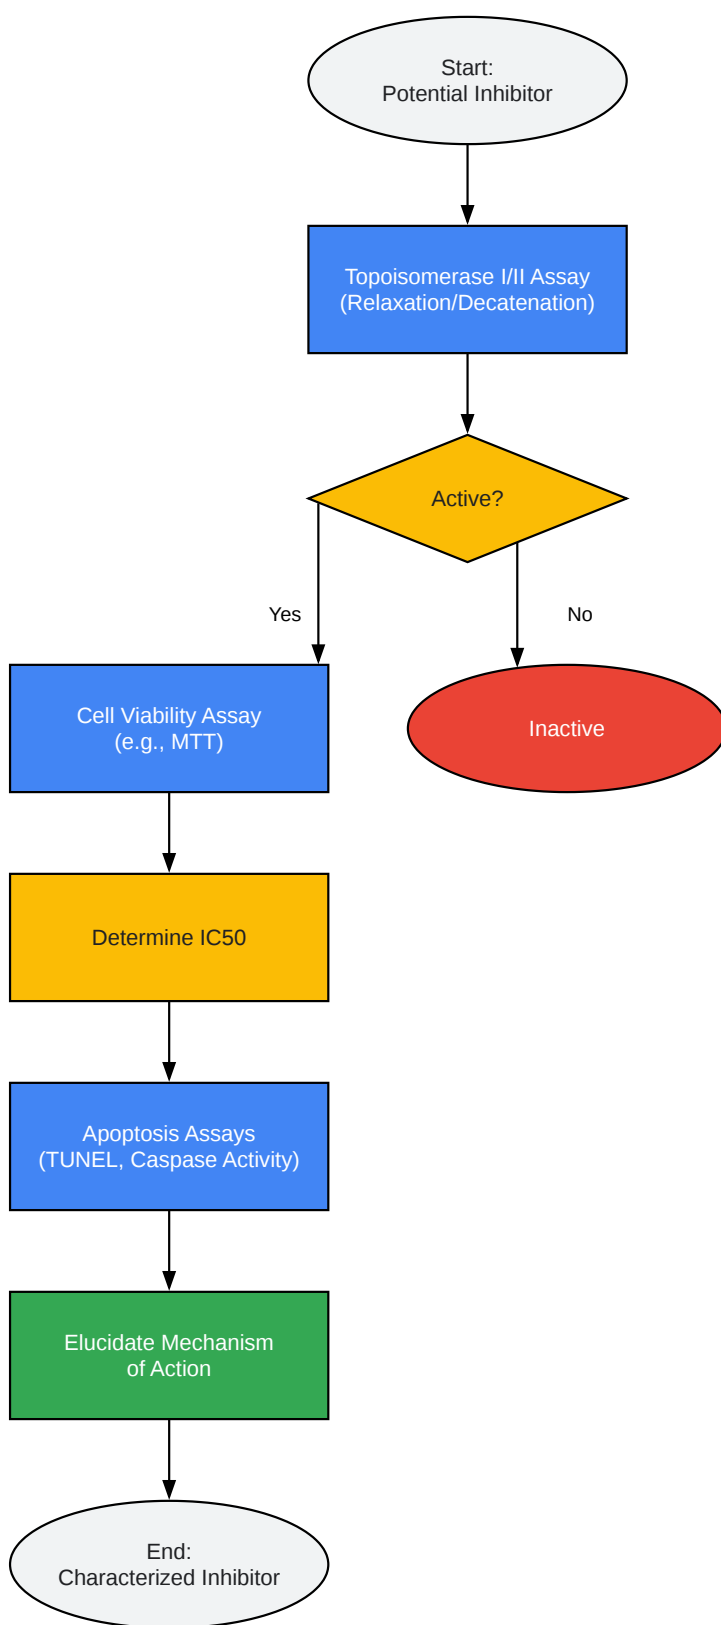 Start:
Potential Inhibitor
Topoisomerase I/II Assay
(Relaxation/Decatenation)
Active?
Yes
No
Cell Viability Assay
(e.g., MTT)
Inactive
Determine IC50
Apoptosis Assays
(TUNEL, Caspase Activity)
Elucidate Mechanism
of Action
End:
Characterized Inhibitor